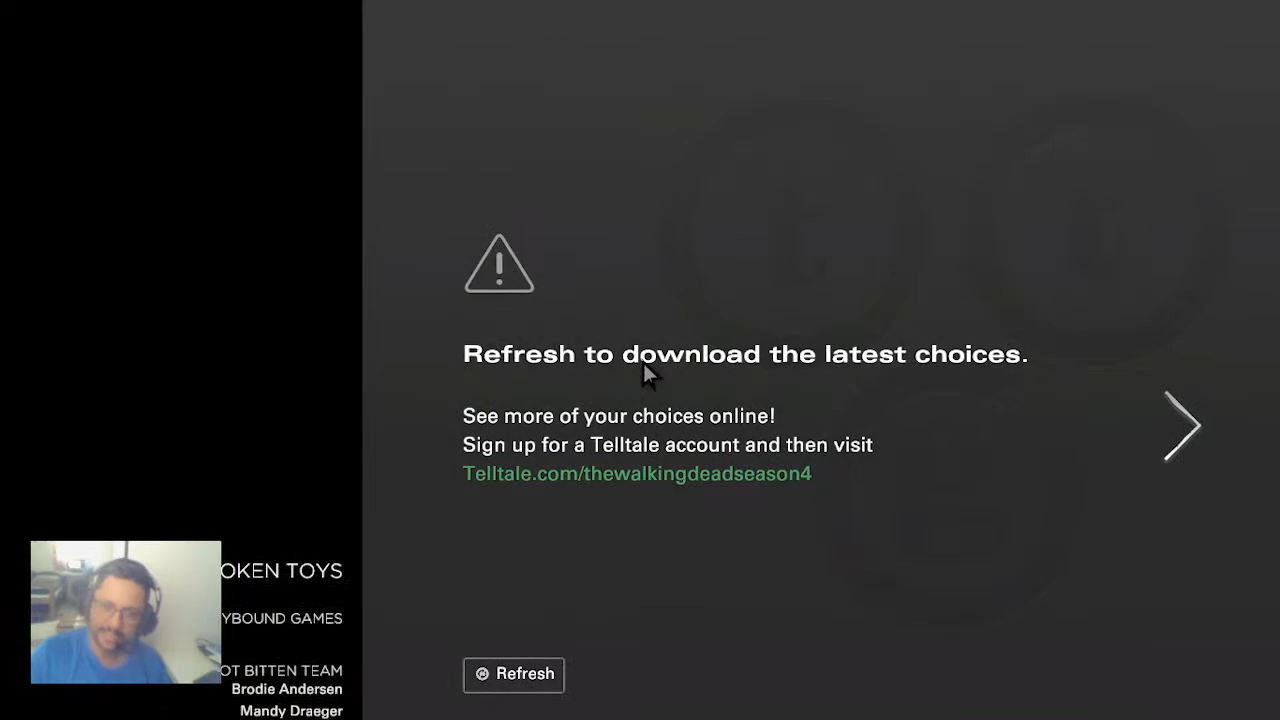 Refresh to download the latest choices.
See more of your choices online!
Sign up for a Telltale account and then visit
Telltale.com/thewalkingdeadseason4
OKEN TOYS
YBOUND GAMES
OT BITTEN TEAM
Brodie Andersen
Mandy Draeger
Refresh